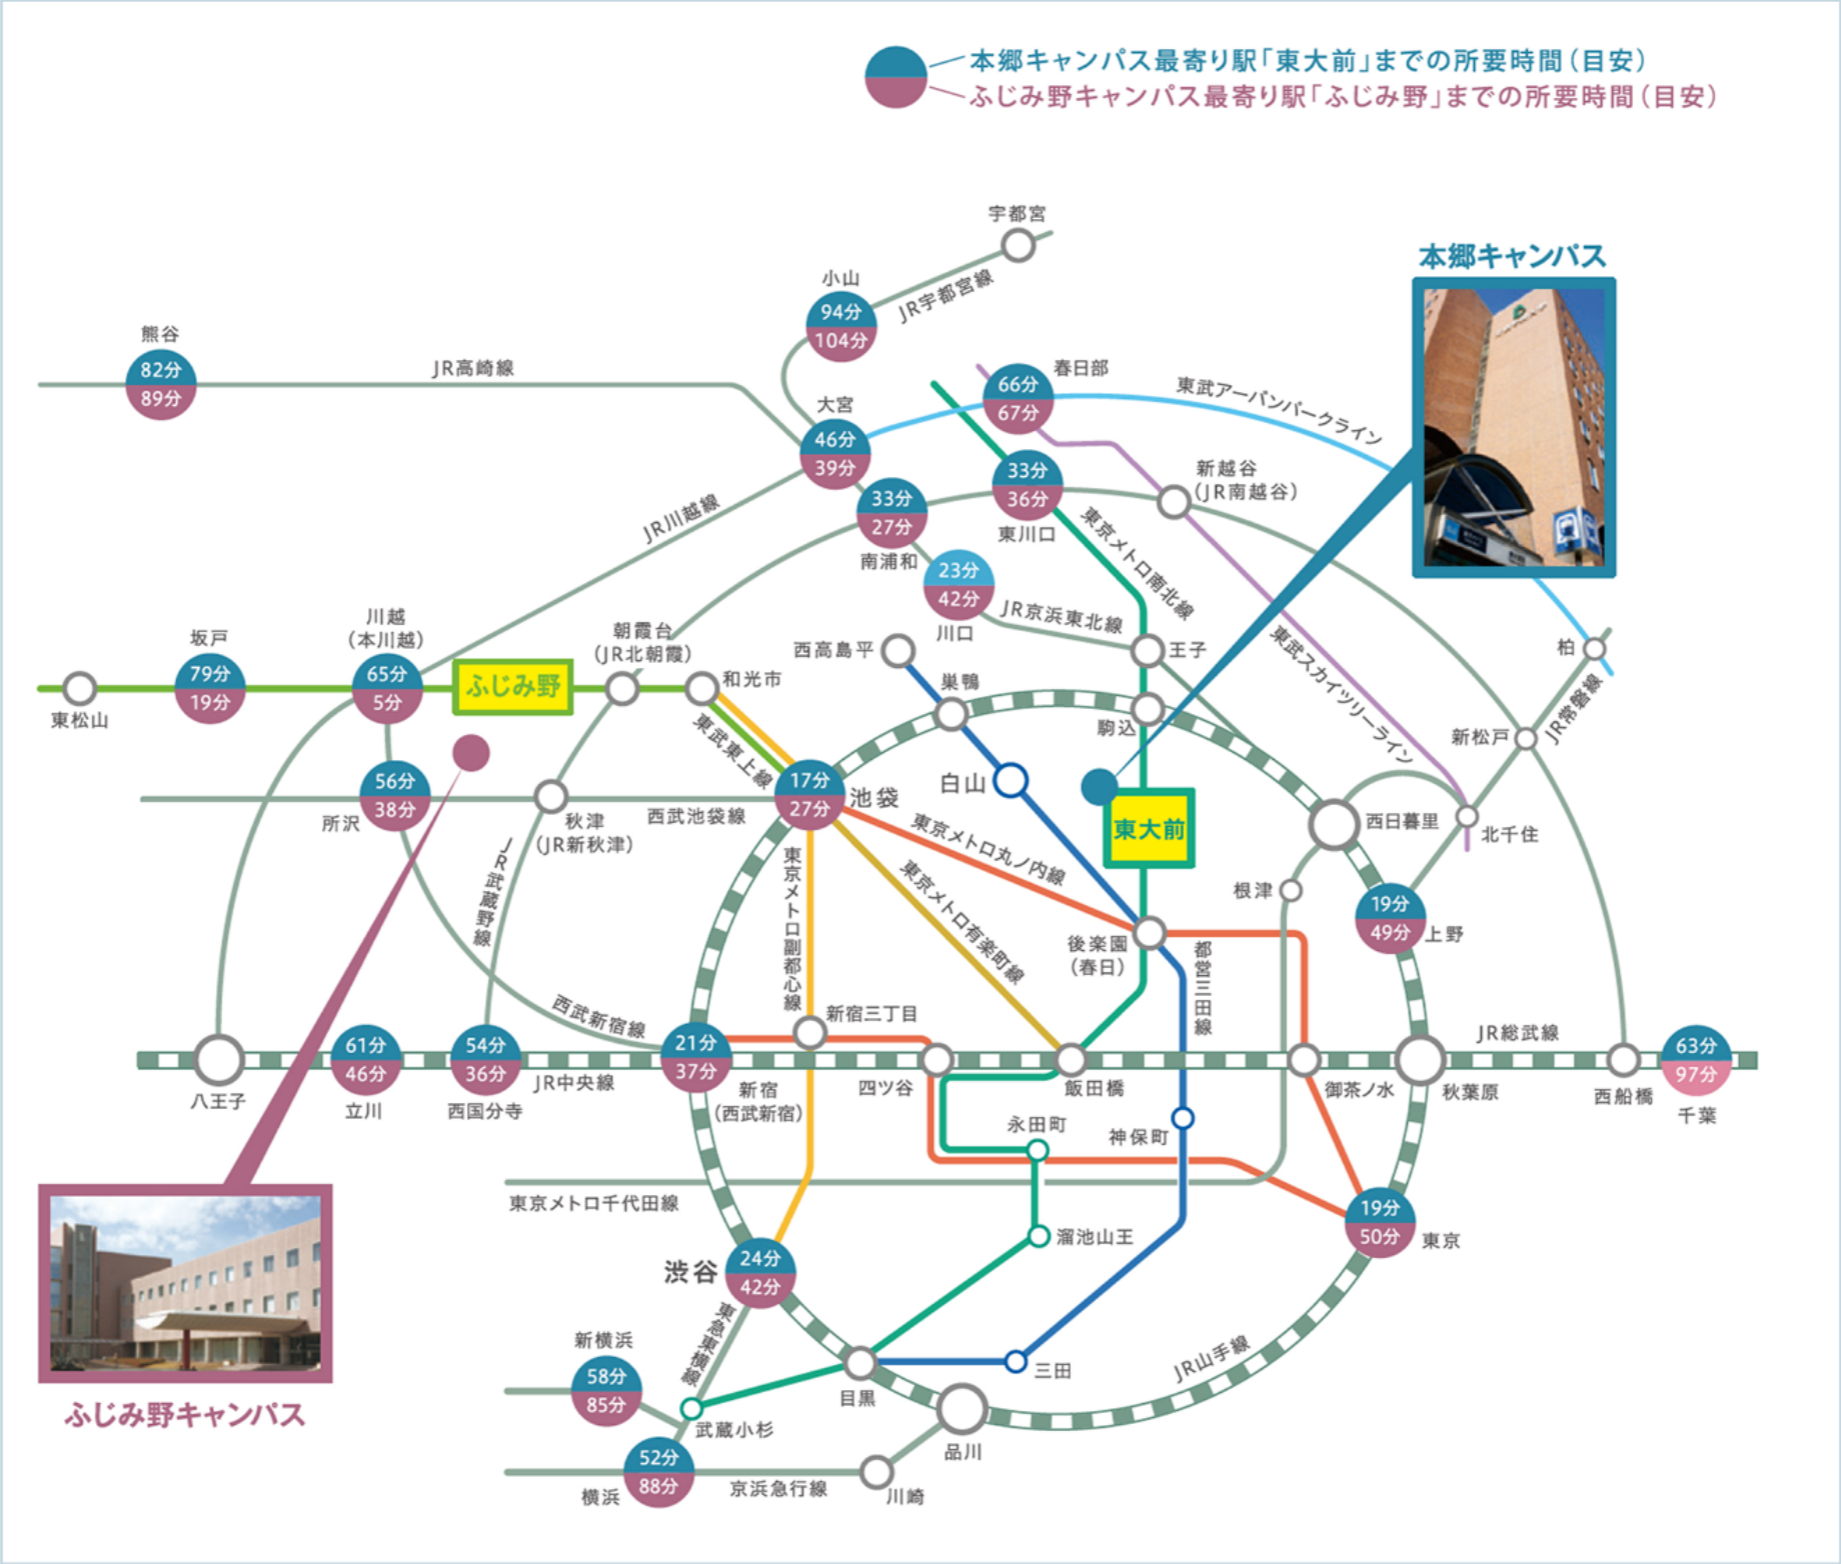 本郷キャンパス最寄り駅「東大前」までの所要時間（目安）
ふじみ野キャンパス最寄り駅「ふじみ野」までの所要時間（目安）
宇都宮
JR宇都宮線
小山
94分
104分
本郷キャンパス
熊谷
82分
89分
JR高崎線
大宮
46分
39分
春日部
66分
67分
東武アーバンパークライン
33分
27分
南浦和
33分
36分
東川口
新越谷
（JR南越谷）
JR川越線
東京メトロ南北線
23分
42分
川口
JR京浜東北線
王子
東武スカイツリーライン
柏
JR常磐線
新松戸
坂戸
79分
19分
川越
（本川越）
65分
5分
ふじみ野
朝霞台
（JR北朝霞）
和光市
東松山
東武東上線
西高島平
巣鴨
駒込
白山
東大前
56分
38分
所沢
秋津
（JR新秋津）
西武池袋線
17分
27分
池袋
東京メトロ丸ノ内線
東京メトロ有楽町線
東京メトロ副都心線
JR武蔵野線
西武新宿線
西日暮里
北千住
根津
19分
49分
上野
後楽園
（春日）
都営三田線
新宿三丁目
八王子
61分
46分
立川
54分
36分
西国分寺
JR中央線
21分
37分
新宿
（西武新宿）
四ツ谷
飯田橋
御茶ノ水
秋葉原
JR総武線
西船橋
63分
97分
千葉
永田町
神保町
東京メトロ千代田線
溜池山王
19分
50分
東京
渋谷
24分
42分
東急東横線
新横浜
58分
85分
武蔵小杉
目黒
三田
JR山手線
品川
52分
88分
横浜
京浜急行線
川崎
ふじみ野キャンパス